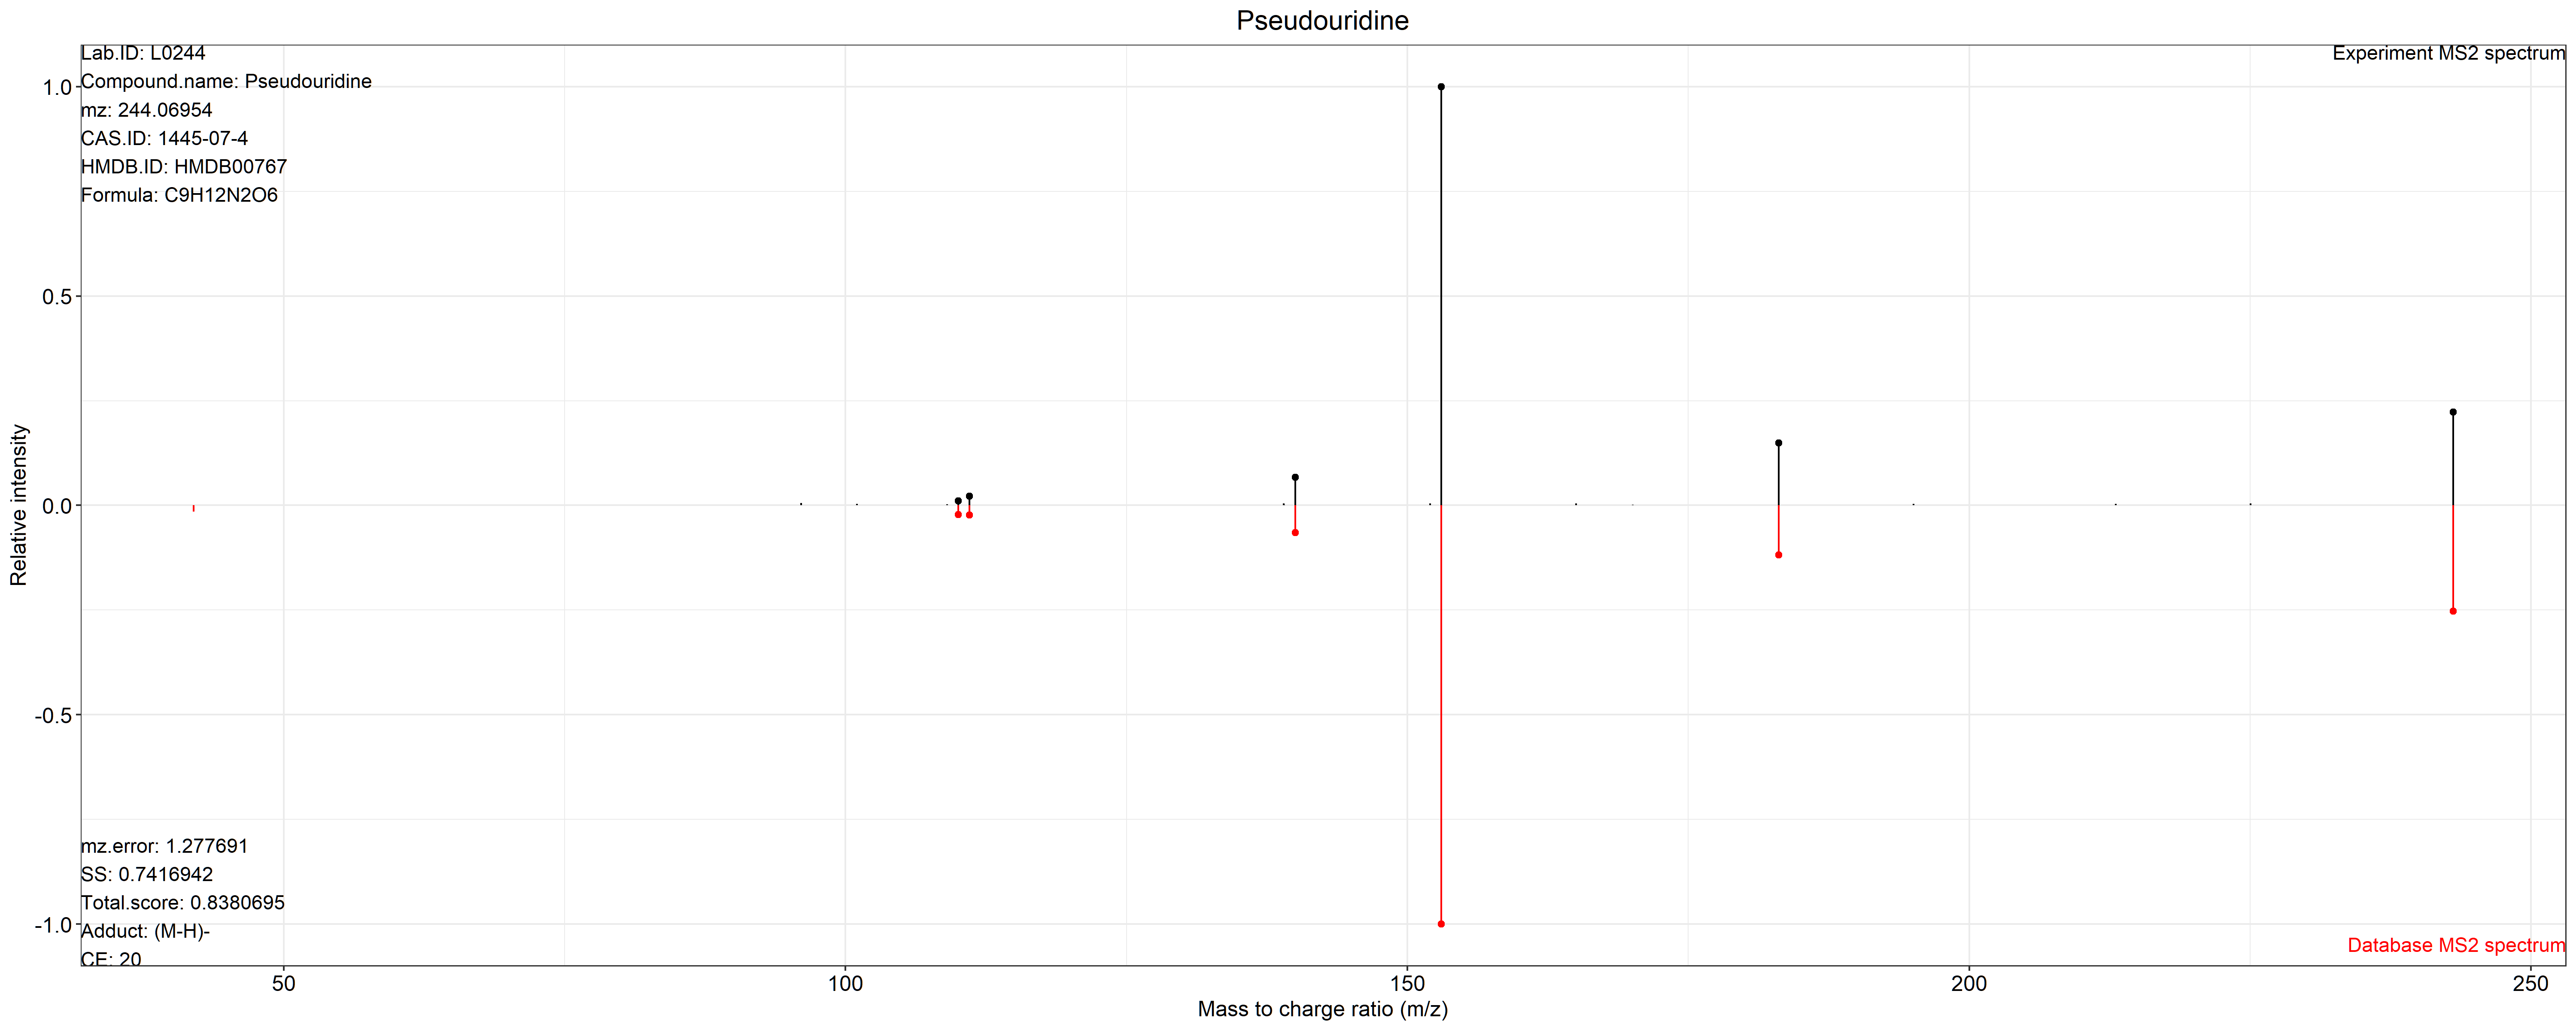 Pseudouridine
Lab.ID: L0244
Experiment MS2 spectrum
Compound.name: Pseudouridine
mz: 244.06954
CAS.ID: 1445-07-4
HMDB.ID: HMDB00767
Formula: C9H12N2O6
1.0
0.5
0.0
-0.5
-1.0
Relative intensity
mz.error: 1.277691
SS: 0.7416942
Total.score: 0.8380695
Adduct: (M-H)-
CE: 20
Database MS2 spectrum
50
100
150
200
250
Mass to charge ratio (m/z)